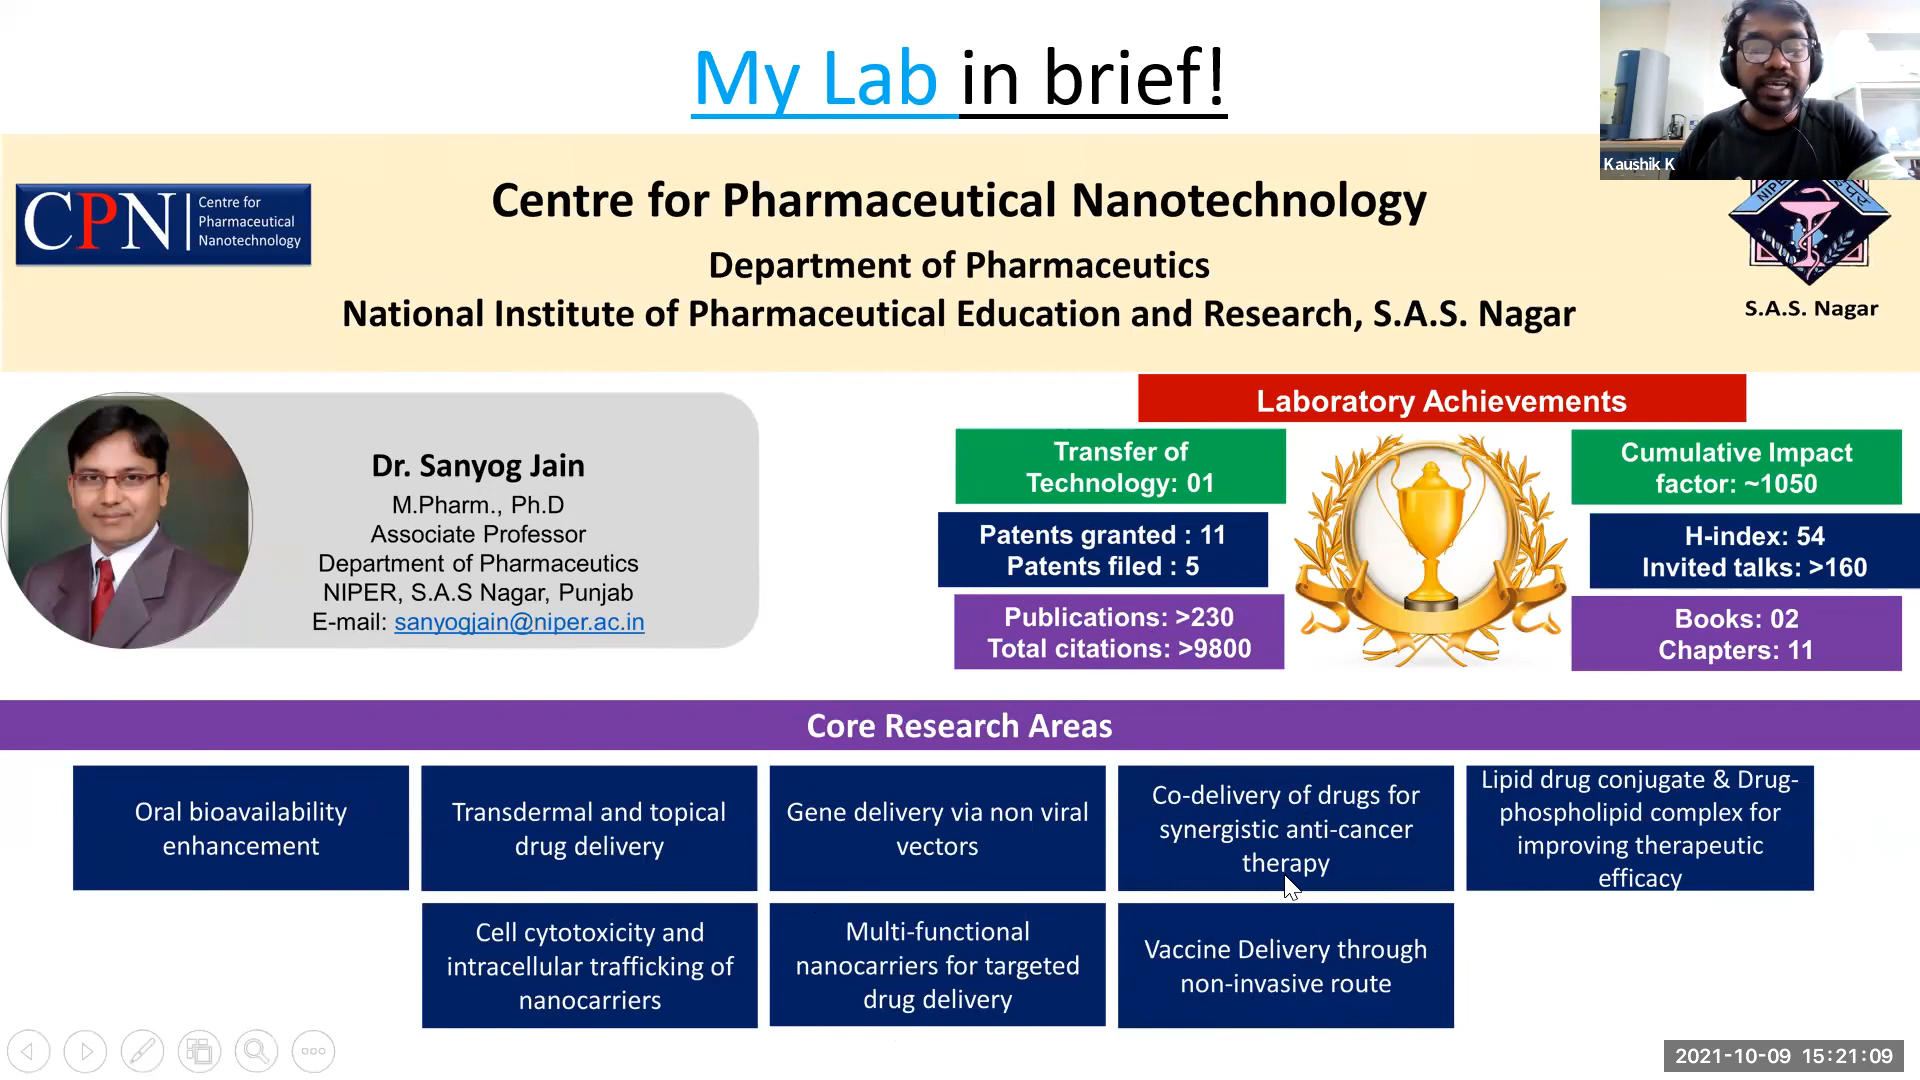 My Lab in brief!
Kaushik K
CPN
Centre for
Pharmaceutical
Nanotechnology
Centre for Pharmaceutical Nanotechnology
Department of Pharmaceutics
National Institute of Pharmaceutical Education and Research, S.A.S. Nagar
S.A.S. Nagar
Dr. Sanyog Jain
M.Pharm., Ph.D
Associate Professor
Department of Pharmaceutics
NIPER, S.A.S Nagar, Punjab
E-mail: sanyogjain@niper.ac.in
Laboratory Achievements
Transfer of
Technology: 01
Cumulative Impact
factor: ~1050
Patents granted : 11
Patents filed : 5
H-index: 54
Invited talks: >160
Publications: >230
Total citations: >9800
Books: 02
Chapters: 11
Core Research Areas
Oral bioavailability
enhancement
Transdermal and topical
drug delivery
Gene delivery via non viral
vectors
Co-delivery of drugs for
synergistic anti-cancer
therapy
Lipid drug conjugate & Drug-
phospholipid complex for
improving therapeutic
efficacy
Cell cytotoxicity and
intracellular trafficking of
nanocarriers
Multi-functional
nanocarriers for targeted
drug delivery
Vaccine Delivery through
non-invasive route
2021-10-09 15:21:09